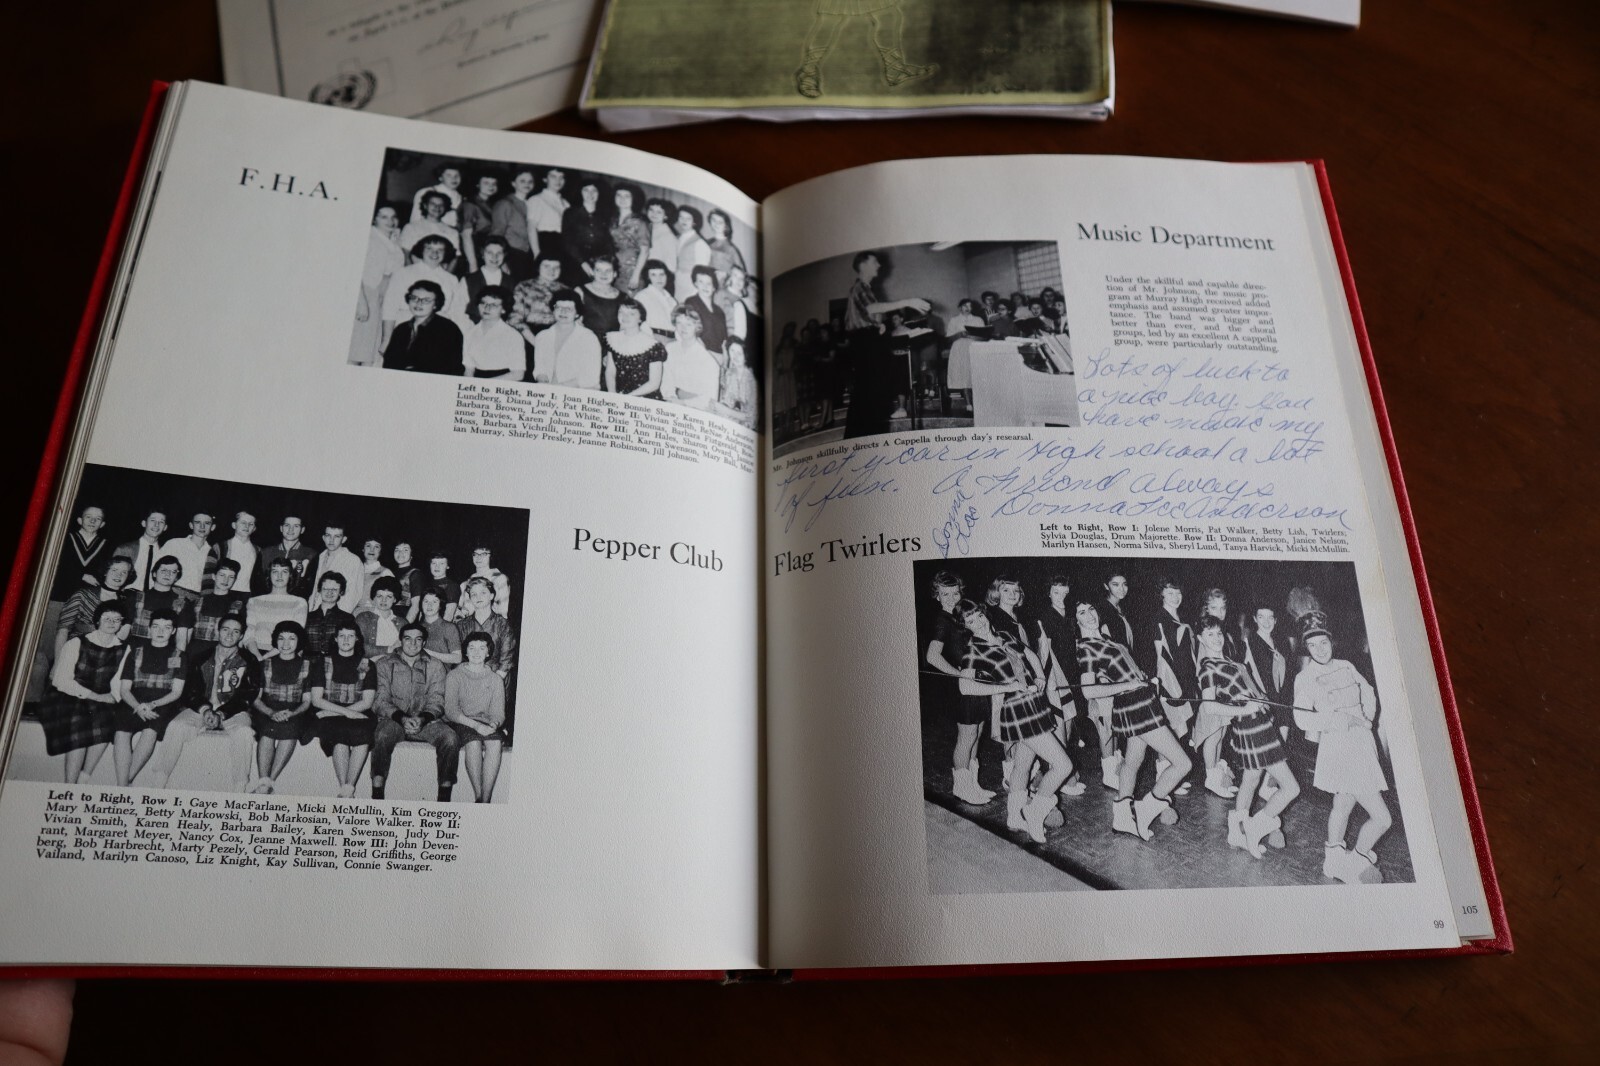 F.H.A.
Left to Right, Row I: Joan Higbee, Bonnie Shaw, Karen Healy,
Lundberg, Diana Judy, Pat Rose. Row II: Vivian Smith,
Barbara Brown, Lee Ann White, Dixie Thomas, Barbara Fitzgerald,
anne Davies, Karen Johnson. Row III: Ann Hales, Sharon
Moss, Barbara Vichrilli, Jeanne Maxwell, Karen Swenson, Mary Ball,
ian Murray, Shirley Presley, Jeanne Robinson, Jill Johnson.
Pepper Club
Left to Right, Row I: Gaye MacFarlane, Micki McMullin, Kim Gregory,
Mary Martinez, Betty Markowski, Bob Markosian, Valore Walker. Row II:
Vivian Smith, Karen Healy, Barbara Bailey, Karen Swenson, Judy Dur-
rant, Margaret Meyer, Nancy Cox, Jeanne Maxwell. Row III: John Deven-
berg, Bob Harbrecht, Marty Pezely, Gerald Pearson, Reid Griffiths, George
Vailand, Marilyn Canoso, Liz Knight, Kay Sullivan, Connie Swanger.
Music Department
Under the skillful and capable direc-
tion of Mr. Johnson, the music pro-
gram at Murray High received added
emphasis and assumed greater impor-
tance. The band was bigger and
better than ever, and the choral
groups, led by an excellent A cappella
group, were particularly outstanding.
Mr. Johnson skillfully directs A Cappella through day's rehearsal.
Lots of luck to
a nice boy. You
have made my
first year in High school a lot
of fun. A Friend Always
Donna Lee Anderson
Donna
Lee
Flag Twirlers
Left to Right, Row I: Jolene Morris, Pat Walker, Betty Lish, Twirlers;
Sylvia Douglas, Drum Majorette. Row II: Donna Anderson, Janice Nelson,
Marilyn Hansen, Norma Silva, Sheryl Lund, Tanya Harvick, Micki McMullin.
99
105